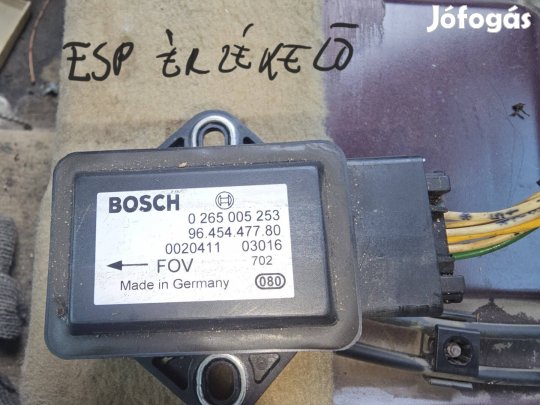 Jófogás
ESP ÈRZÉKELŐ
BOSCH
0 265 005 253
96.454.477.80
0020411 03016
FOV 702
Made in Germany 080